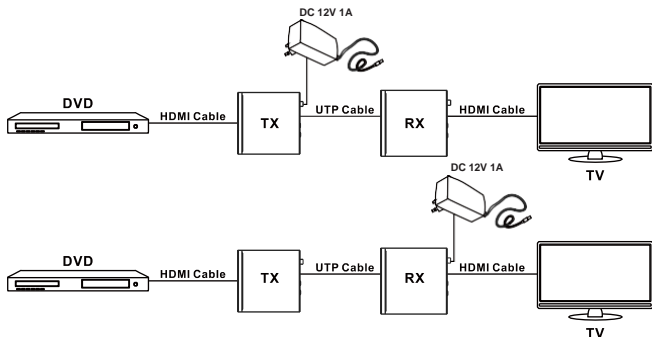 DC 12V 1A
DVD
HDMI Cable
TX
UTP Cable
RX
HDMI Cable
TV
DC 12V 1A
DVD
HDMI Cable
TX
UTP Cable
RX
HDMI Cable
TV